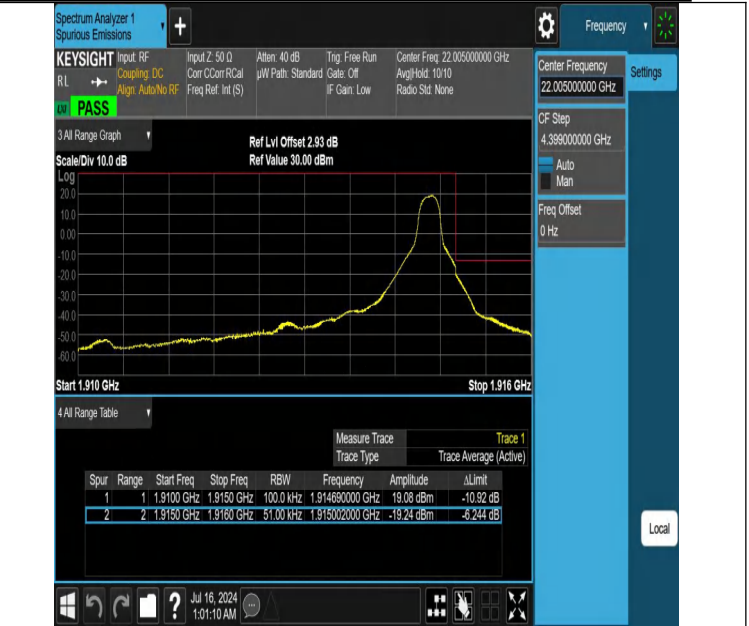 Spectrum Analyzer 1
Spurious Emissions
+
Frequency
KEYSIGHT
RL
LXI
PASS
Input: RF
Coupling: DC
Align: Auto/No RF
Input Z: 50 Ω
Corr CCorr RCal
Freq Ref: Int (S)
Atten: 40 dB
µW Path: Standard
Trig: Free Run
Gate: Off
IF Gain: Low
Center Freq: 22.005000000 GHz
Avg|Hold: 10/10
Radio Std: None
Center Frequency
22.005000000 GHz
Settings
CF Step
4.399000000 GHz
Auto
Man
Freq Offset
0 Hz
3 All Range Graph
Scale/Div 10.0 dB
Ref Lvl Offset 2.93 dB
Ref Value 30.00 dBm
Log
20.0
10.0
0.00
-10.0
-20.0
-30.0
-40.0
-50.0
-60.0
Start 1.910 GHz
Stop 1.916 GHz
4 All Range Table
Measure Trace Trace 1
Trace Type Trace Average (Active)
Spur Range Start Freq Stop Freq RBW Frequency Amplitude ΔLimit
1 1 1.9100 GHz 1.9150 GHz 100.0 kHz 1.914690000 GHz 19.08 dBm -10.92 dB
2 2 1.9150 GHz 1.9160 GHz 51.00 kHz 1.915002000 GHz -19.24 dBm -6.244 dB
Local
?
Jul 16, 2024
1:01:10 AM